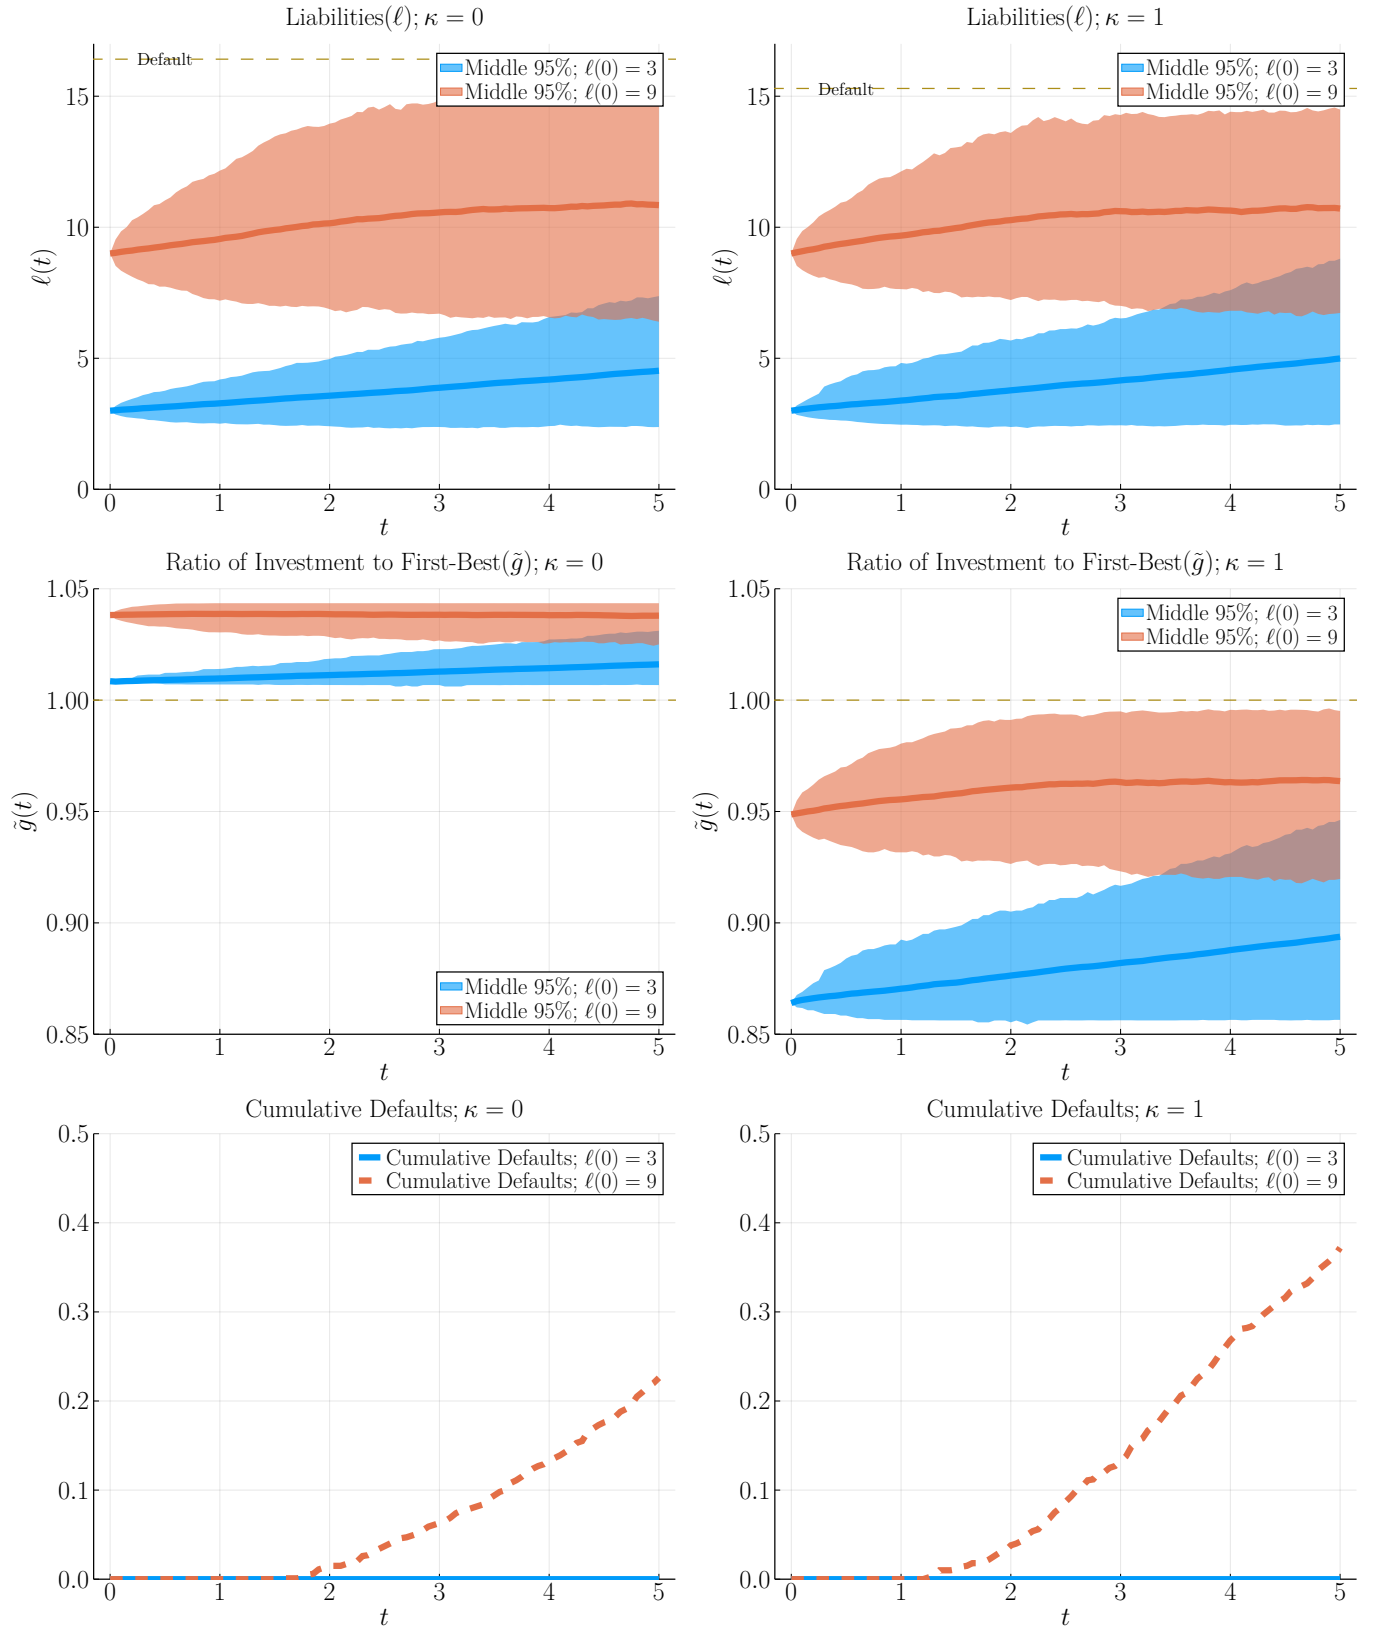 Liabilities(ℓ); κ = 0
Default
Middle 95%; ℓ(0) = 3
Middle 95%; ℓ(0) = 9
15
10
5
0
ℓ(t)
0 1 2 3 4 5
t
Liabilities(ℓ); κ = 1
Default
Middle 95%; ℓ(0) = 3
Middle 95%; ℓ(0) = 9
15
10
5
0
ℓ(t)
0 1 2 3 4 5
t
Ratio of Investment to First-Best(g̃); κ = 0
1.05
1.00
0.95
0.90
0.85
g̃(t)
Middle 95%; ℓ(0) = 3
Middle 95%; ℓ(0) = 9
0 1 2 3 4 5
t
Ratio of Investment to First-Best(g̃); κ = 1
Middle 95%; ℓ(0) = 3
Middle 95%; ℓ(0) = 9
1.05
1.00
0.95
0.90
0.85
g̃(t)
0 1 2 3 4 5
t
Cumulative Defaults; κ = 0
Cumulative Defaults; ℓ(0) = 3
Cumulative Defaults; ℓ(0) = 9
0.5
0.4
0.3
0.2
0.1
0.0
0 1 2 3 4 5
t
Cumulative Defaults; κ = 1
Cumulative Defaults; ℓ(0) = 3
Cumulative Defaults; ℓ(0) = 9
0.5
0.4
0.3
0.2
0.1
0.0
0 1 2 3 4 5
t